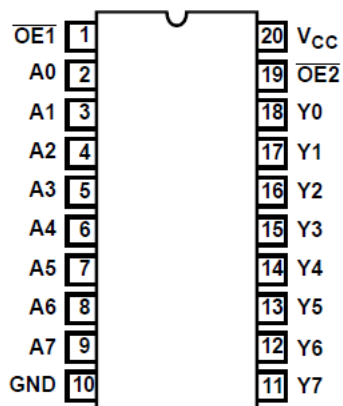 O̅E̅1̅ 1 20 VCC
A0 2 19 O̅E̅2̅
A1 3 18 Y0
A2 4 17 Y1
A3 5 16 Y2
A4 6 15 Y3
A5 7 14 Y4
A6 8 13 Y5
A7 9 12 Y6
GND 10 11 Y7